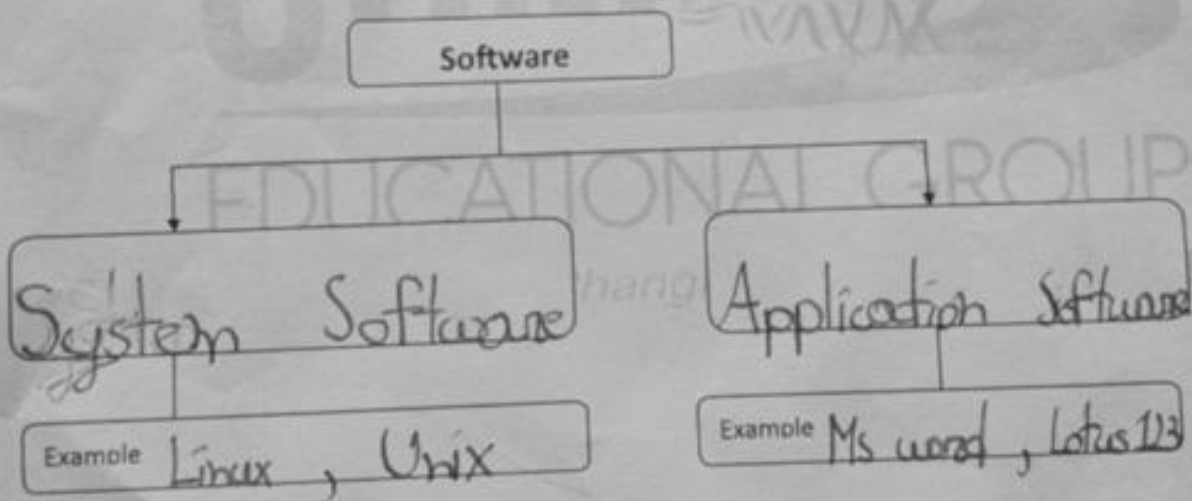 Software
EDUCATIONAL GROUP
System Software
Application Software
Example Linux, Unix
Example Ms word, Lotus 123